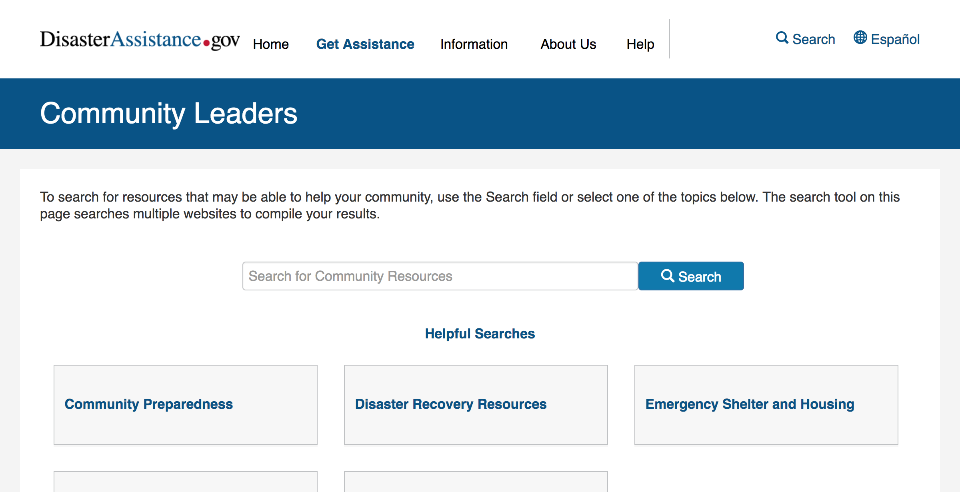 DisasterAssistance.gov Home Get Assistance Information About Us Help Search Español
Community Leaders
To search for resources that may be able to help your community, use the Search field or select one of the topics below. The search tool on this
page searches multiple websites to compile your results.
Search for Community Resources Search
Helpful Searches
Community Preparedness Disaster Recovery Resources Emergency Shelter and Housing